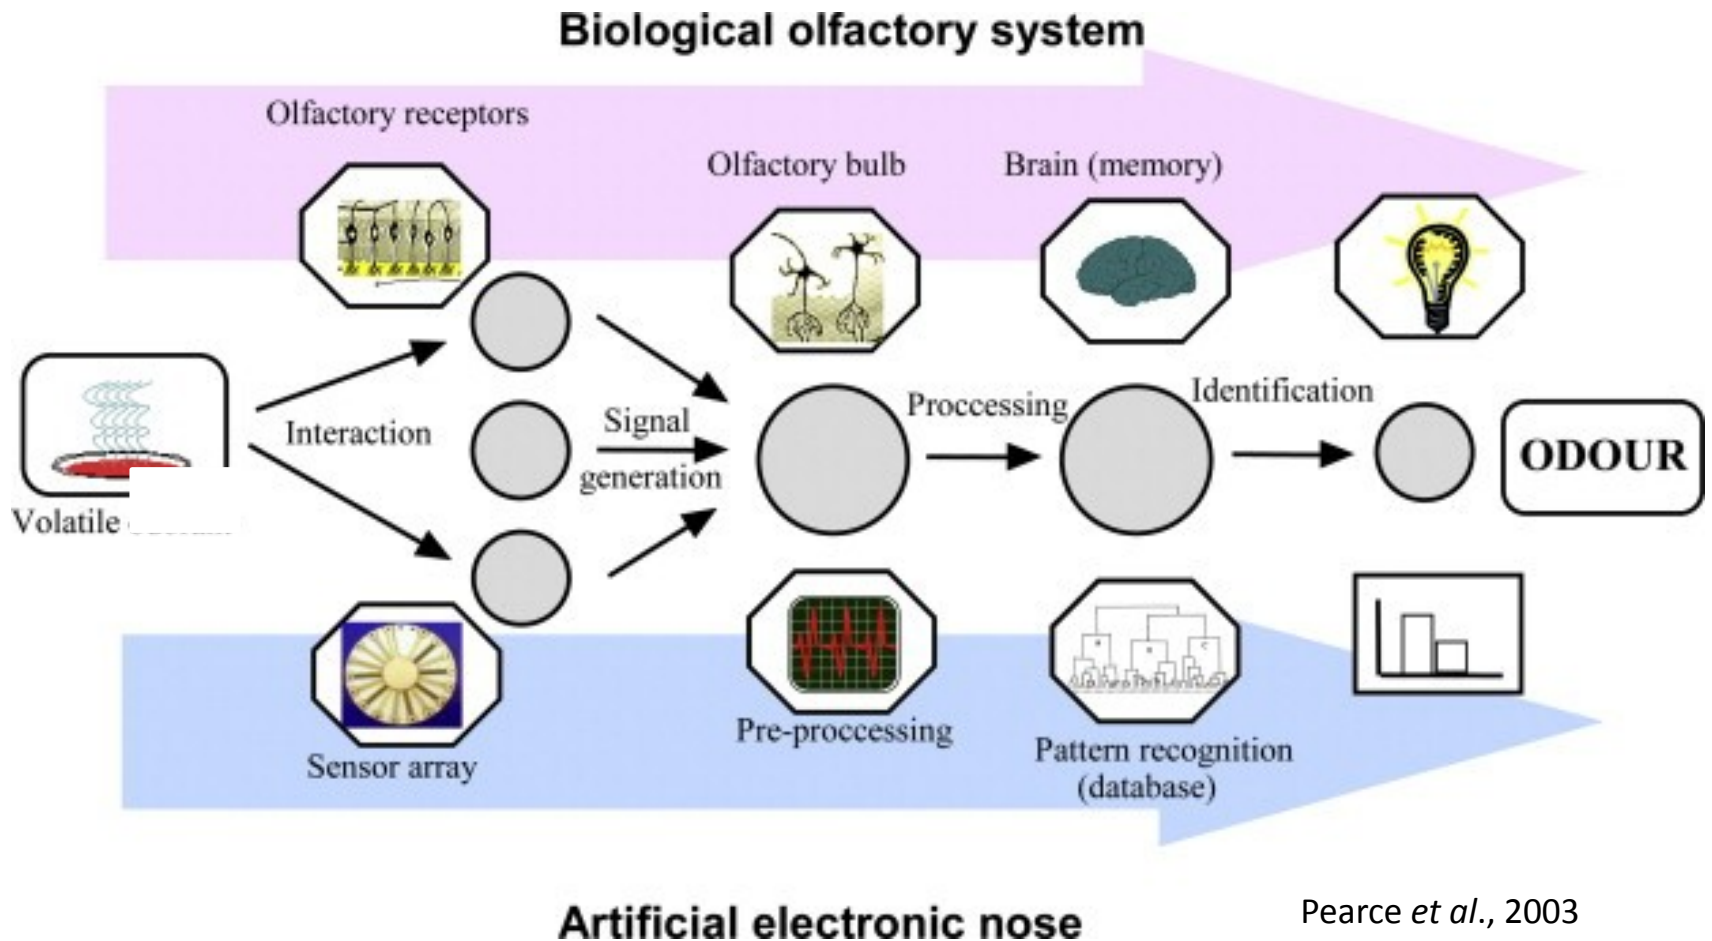 Biological olfactory system
Olfactory receptors
Olfactory bulb
Brain (memory)
Interaction
Signal
generation
Proccessing
Identification
ODOUR
Volatile
Sensor array
Pre-proccessing
Pattern recognition
(database)
Artificial electronic nose
Pearce et al., 2003